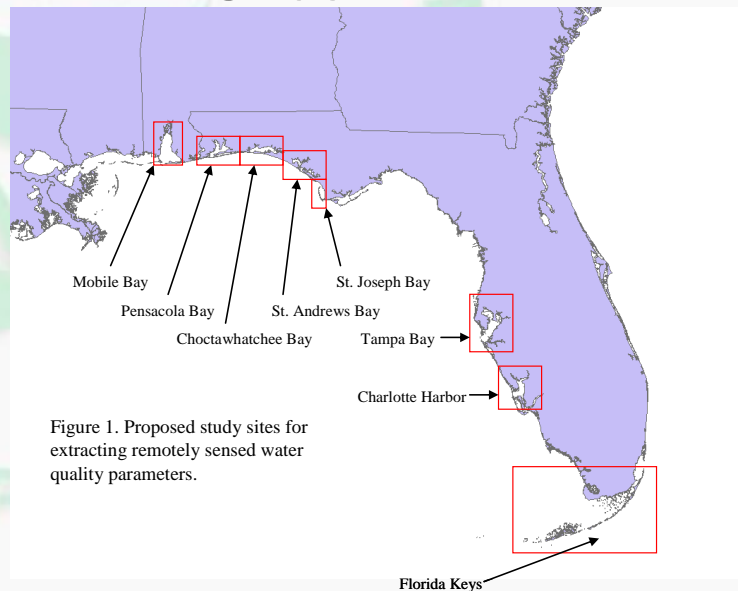 Mobile Bay
Pensacola Bay
Choctawhatchee Bay
St. Andrews Bay
St. Joseph Bay
Tampa Bay
Charlotte Harbor
Figure 1. Proposed study sites for
extracting remotely sensed water
quality parameters.
Florida Keys